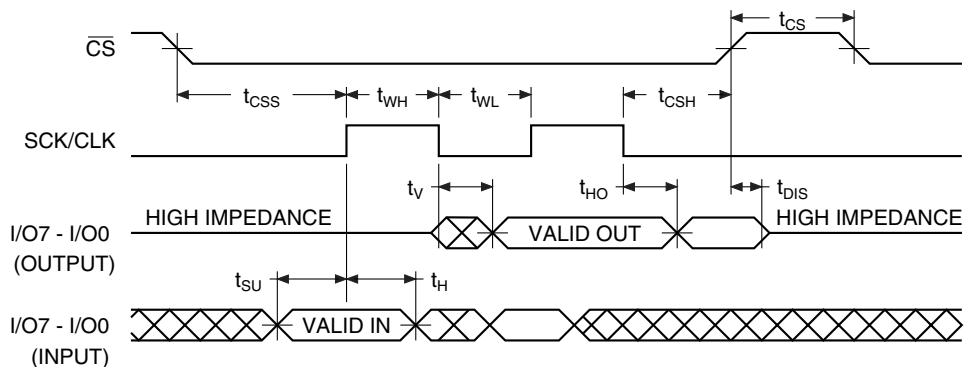 tCS
CS
tCSS tWH tWL tCSH
SCK/CLK
tV tHO tDIS
HIGH IMPEDANCE HIGH IMPEDANCE
I/O7 - I/O0 VALID OUT
(OUTPUT)
tSU tH
I/O7 - I/O0 VALID IN
(INPUT)